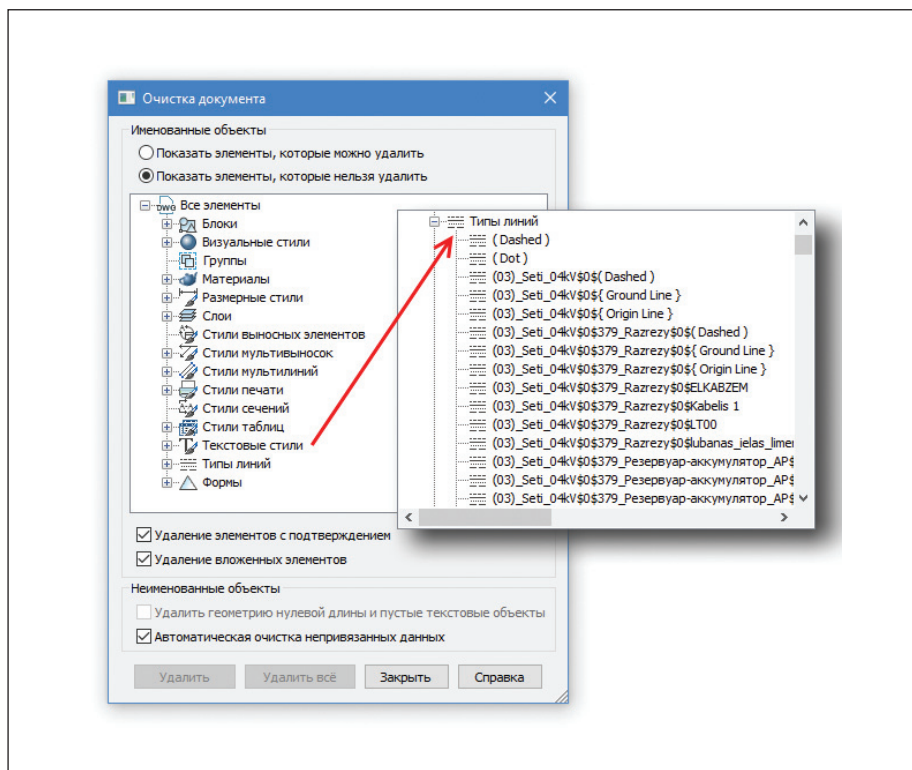 Очистка документа
Именованные объекты
Показать элементы, которые можно удалить
Показать элементы, которые нельзя удалить
DWG Все элементы
Блоки
Визуальные стили
Группы
Материалы
Размерные стили
Слои
Стили выносных элементов
Стили мультивыносок
Стили мультилиний
Стили печати
Стили сечений
Стили таблиц
Текстовые стили
Типы линий
Формы
Типы линий
( Dashed )
( Dot )
(03)_Seti_04kV$0$( Dashed )
(03)_Seti_04kV$0${ Ground Line }
(03)_Seti_04kV$0${ Origin Line }
(03)_Seti_04kV$0$379_Razrezy$0$( Dashed )
(03)_Seti_04kV$0$379_Razrezy$0${ Ground Line }
(03)_Seti_04kV$0$379_Razrezy$0${ Origin Line }
(03)_Seti_04kV$0$379_Razrezy$0$ELKABZEM
(03)_Seti_04kV$0$379_Razrezy$0$Kabelis 1
(03)_Seti_04kV$0$379_Razrezy$0$LT00
(03)_Seti_04kV$0$379_Razrezy$0$lubanas_ielas_limer
(03)_Seti_04kV$0$379_Резервуар-аккумулятор_AP$
(03)_Seti_04kV$0$379_Резервуар-аккумулятор_AP$
(03)_Seti_04kV$0$379_Резервуар-аккумулятор_AP$
Удаление элементов с подтверждением
Удаление вложенных элементов
Неименованные объекты
Удалить геометрию нулевой длины и пустые текстовые объекты
Автоматическая очистка непривязанных данных
Удалить Удалить всё Закрыть Справка